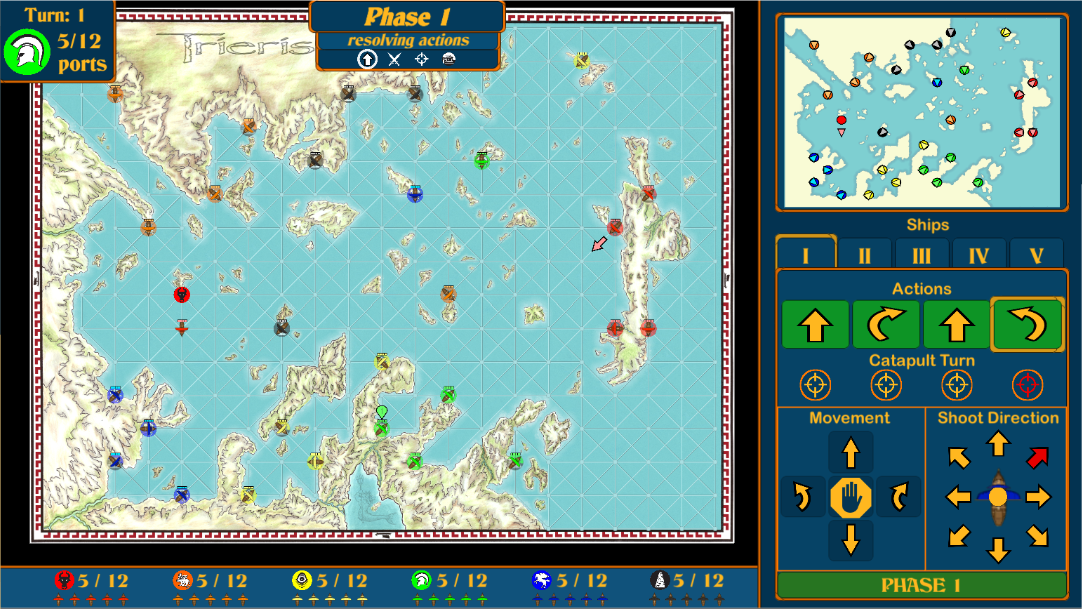 Turn: 1
5/12
ports
Trieris
Phase 1
resolving actions
Ships
I II III IV V
Actions
Catapult Turn
Movement
Shoot Direction
PHASE 1
5 / 12 5 / 12 5 / 12 5 / 12 5 / 12 5 / 12